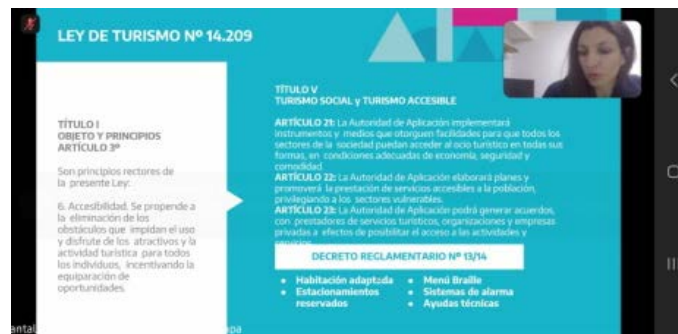 LEY DE TURISMO Nº 14.209
TÍTULO I
OBJETO Y PRINCIPIOS
ARTÍCULO 3º
Son principios rectores de
la presente Ley:
6. Accesibilidad. Se propende a
la eliminación de los
obstáculos que impidan el uso
y disfrute de los atractivos y la
actividad turística para todos
los individuos, incentivando la
equiparación de
oportunidades.
TÍTULO V
TURISMO SOCIAL y TURISMO ACCESIBLE
ARTÍCULO 21: La Autoridad de Aplicación implementará
instrumentos y medios que otorguen facilidades para que todos los
sectores de la sociedad puedan acceder al ocio turístico en todas sus
formas, en condiciones adecuadas de economía, seguridad y
comodidad.
ARTÍCULO 22: La Autoridad de Aplicación elaborará planes y
promoverá la prestación de servicios accesibles a la población,
privilegiando a los sectores vulnerables.
ARTÍCULO 23: La Autoridad de Aplicación podrá generar acuerdos,
con prestadores de servicios turísticos, organizaciones y empresas
privadas a efectos de posibilitar el acceso a las actividades y
servicios.
DECRETO REGLAMENTARIO Nº 13/14
• Habitación adaptada
• Estacionamientos
reservados
• Menú Braille
• Sistemas de alarma
• Ayudas técnicas